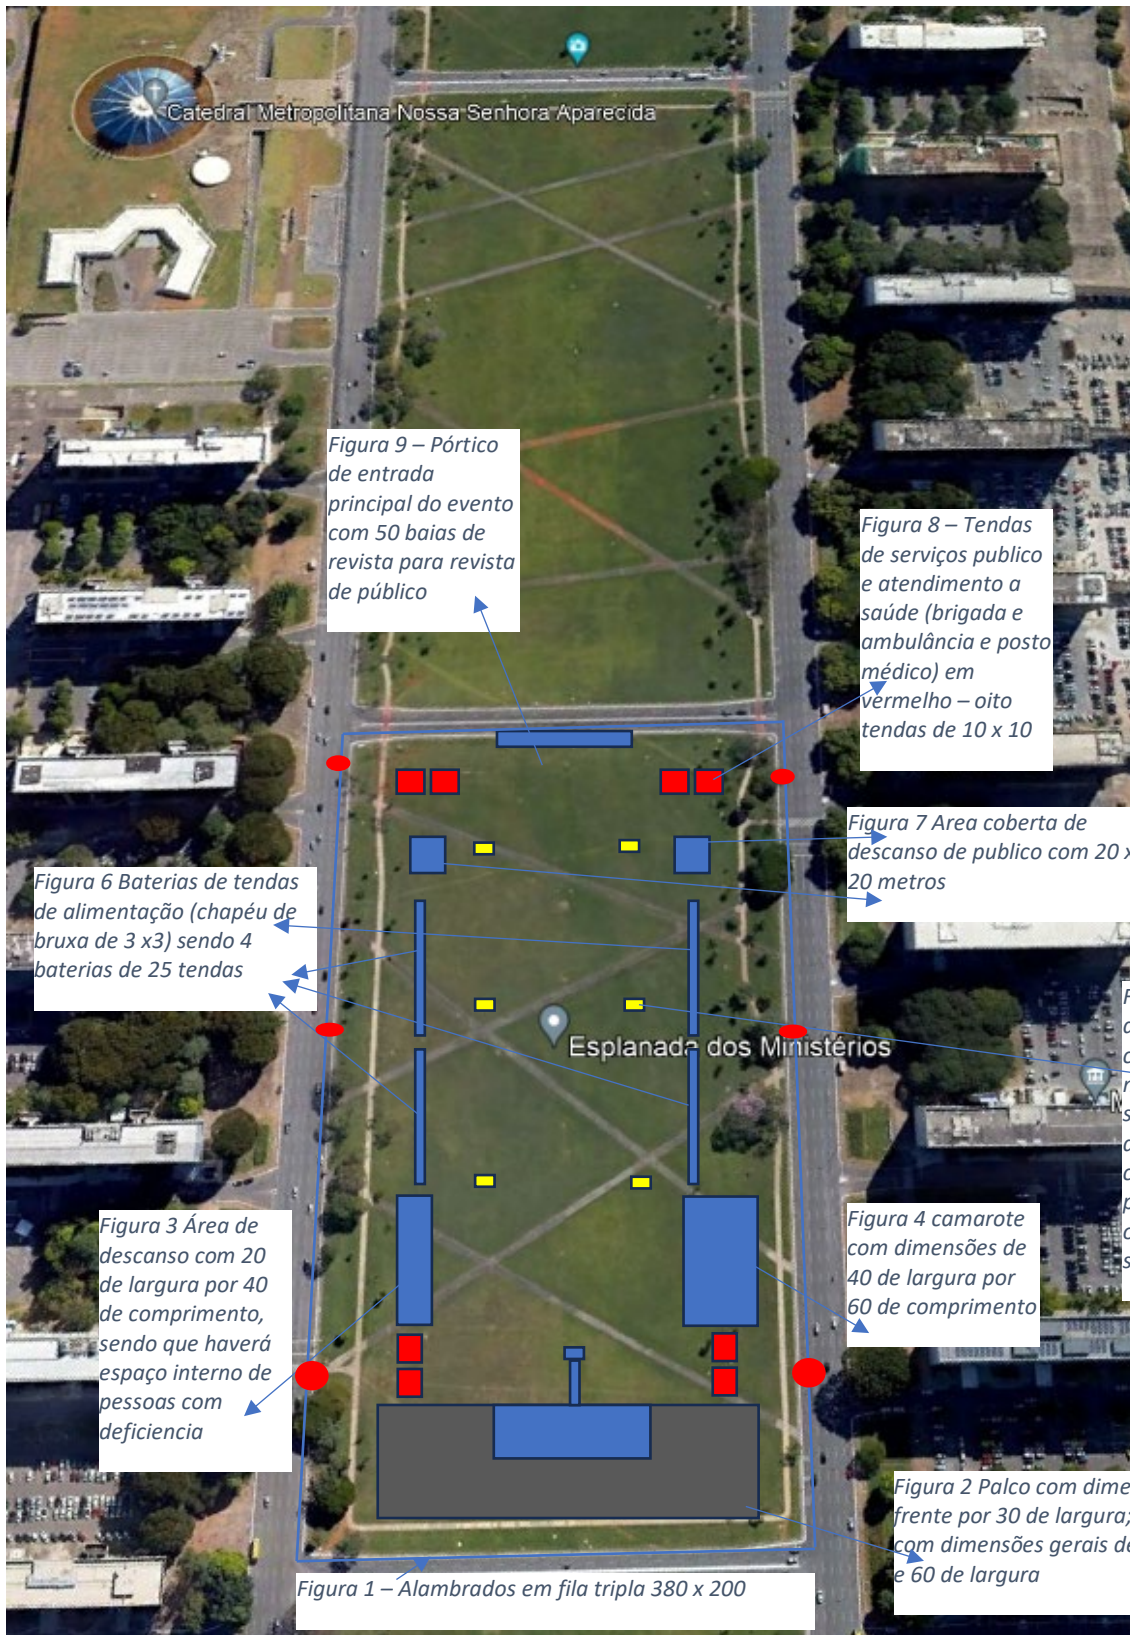 Catedral Metropolitana Nossa Senhora Aparecida
Figura 9 – Pórtico
de entrada
principal do evento
com 50 baias de
revista para revista
de público
Figura 8 – Tendas
de serviços publico
e atendimento a
saúde (brigada e
ambulância e posto
médico) em
vermelho – oito
tendas de 10 x 10
Figura 7 Area coberta de
descanso de publico com 20 x
20 metros
Figura 6 Baterias de tendas
de alimentação (chapéu de
bruxa de 3 x3) sendo 4
baterias de 25 tendas
Esplanada dos Ministérios
Figura 3 Área de
descanso com 20
de largura por 40
de comprimento,
sendo que haverá
espaço interno de
pessoas com
deficiencia
Figura 4 camarote
com dimensões de
40 de largura por
60 de comprimento
Figura 2 Palco com dime
frente por 30 de largura;
com dimensões gerais de
e 60 de largura
Figura 1 – Alambrados em fila tripla 380 x 200